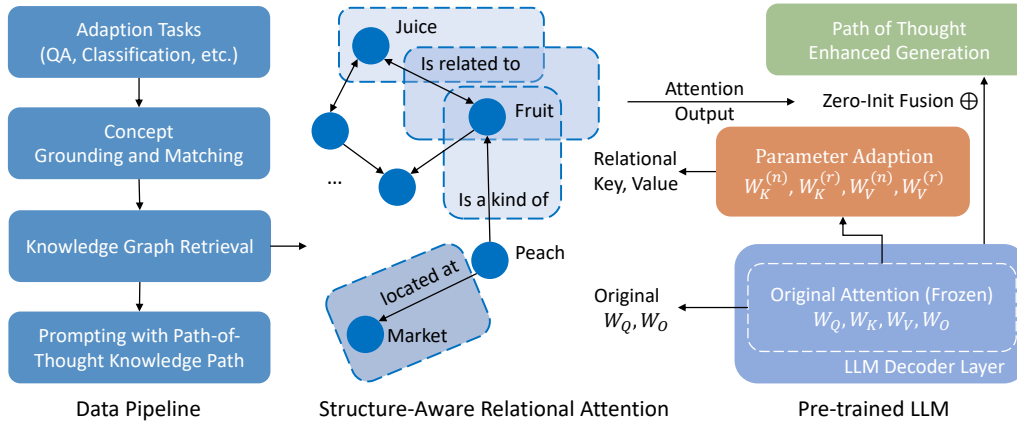 Adaption Tasks
(QA, Classification, etc.)
Concept
Grounding and Matching
Knowledge Graph Retrieval
Prompting with Path-of-
Thought Knowledge Path
Data Pipeline
Juice
Is related to
Fruit
...
Is a kind of
Peach
located at
Market
Structure-Aware Relational Attention
Attention
Output
Relational
Key, Value
Original
W_Q, W_O
Path of Thought
Enhanced Generation
Zero-Init Fusion ⊕
Parameter Adaption
W_K^(n), W_K^(r), W_V^(n), W_V^(r)
Original Attention (Frozen)
W_Q, W_K, W_V, W_O
LLM Decoder Layer
Pre-trained LLM